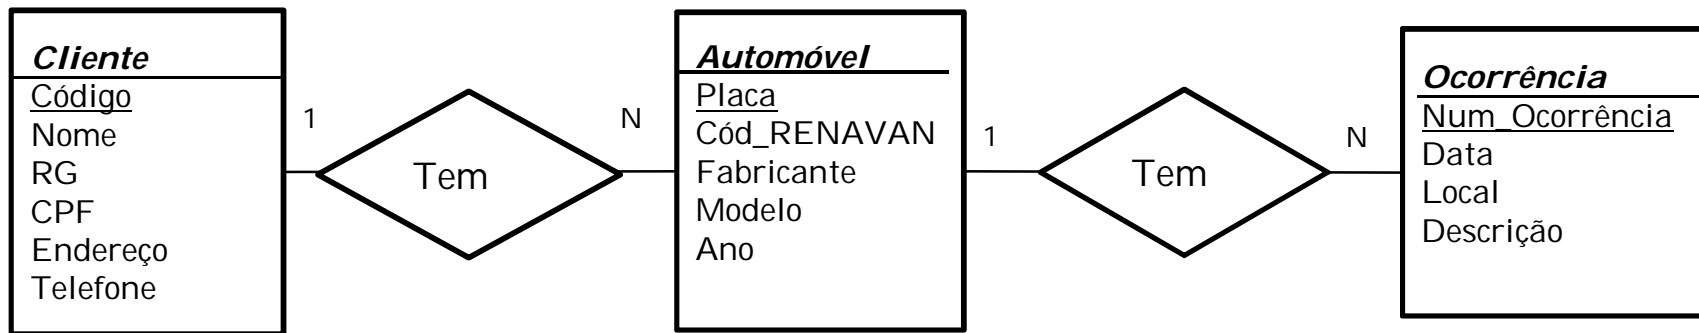 Cliente
Código
Nome
RG
CPF
Endereço
Telefone
1
Tem
N
Automóvel
Placa
Cód_RENAVAN
Fabricante
Modelo
Ano
1
Tem
N
Ocorrência
Num_Ocorrência
Data
Local
Descrição